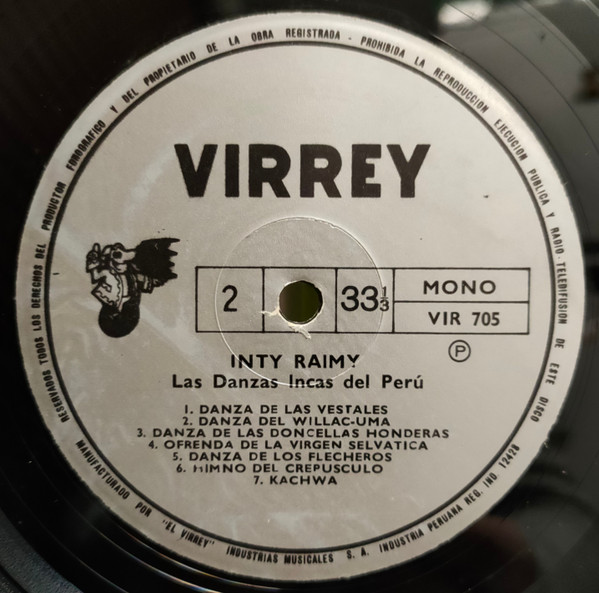 RESERVADOS TODOS LOS DERECHOS DEL PRODUCTOR FONOGRAFICO Y DEL PROPIETARIO DE LA OBRA REGISTRADA - PROHIBIDA LA REPRODUCCION EJECUCION PUBLICA Y RADIO-TELEDIFUSION DE ESTE DISCO
VIRREY
2
33 1/3
MONO
VIR 705
Ⓟ
INTY RAIMY
Las Danzas Incas del Perú
1. DANZA DE LAS VESTALES
2. DANZA DEL WILLAC-UMA
3. DANZA DE LAS DONCELLAS HONDERAS
4. OFRENDA DE LA VIRGEN SELVATICA
5. DANZA DE LOS FLECHEROS
6. HIMNO DEL CREPUSCULO
7. KACHWA
MANUFACTURADO POR "EL VIRREY" INDUSTRIAS MUSICALES S. A. INDUSTRIA PERUANA REG. IND 12428